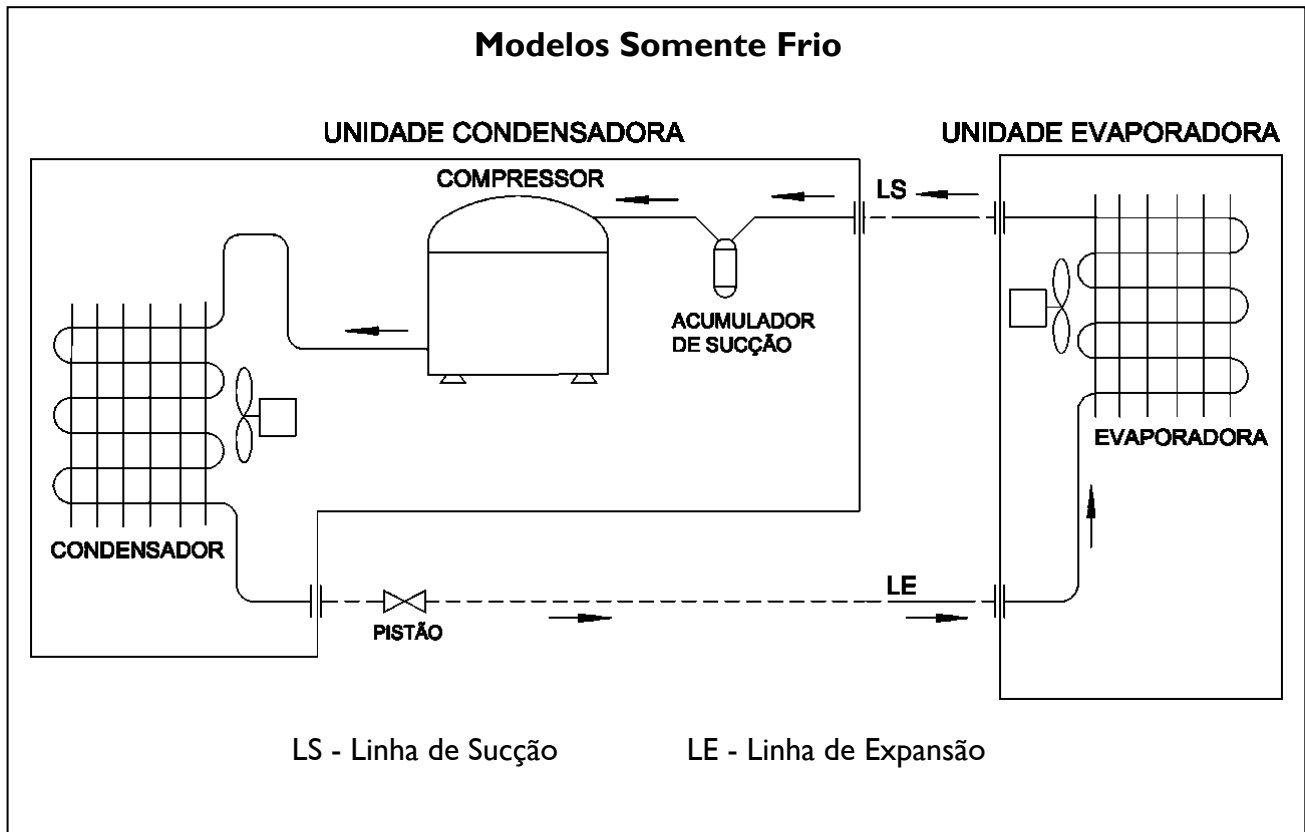 Modelos Somente Frio
UNIDADE CONDENSADORA
UNIDADE EVAPORADORA
COMPRESSOR
LS
ACUMULADOR
DE SUCÇÃO
EVAPORADORA
CONDENSADOR
LE
PISTÃO
LS - Linha de Sucção
LE - Linha de Expansão